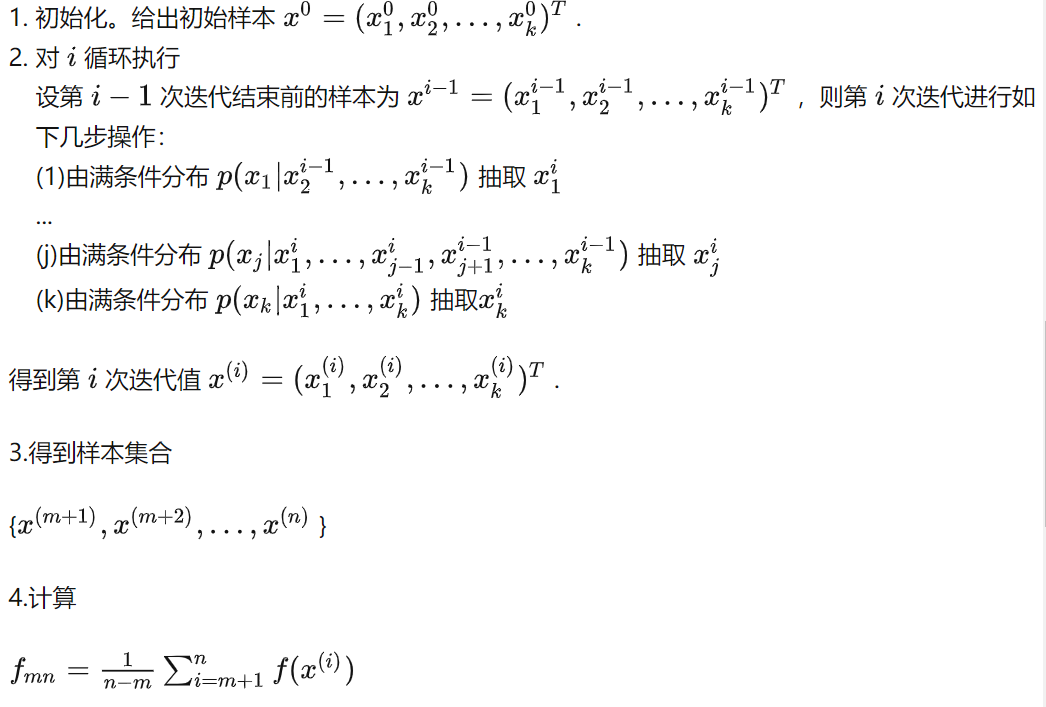 1. 初始化。给出初始样本 $x^0 = (x_1^0, x_2^0, \ldots, x_k^0)^T$ .
2. 对 $i$ 循环执行
设第 $i-1$ 次迭代结束前的样本为 $x^{i-1} = (x_1^{i-1}, x_2^{i-1}, \ldots, x_k^{i-1})^T$ ，则第 $i$ 次迭代进行如
下几步操作：
(1)由满条件分布 $p(x_1|x_2^{i-1}, \ldots, x_k^{i-1})$ 抽取 $x_1^i$
...
(j)由满条件分布 $p(x_j|x_1^i, \ldots, x_{j-1}^i, x_{j+1}^{i-1}, \ldots, x_k^{i-1})$ 抽取 $x_j^i$
(k)由满条件分布 $p(x_k|x_1^i, \ldots, x_k^i)$ 抽取$x_k^i$
得到第 $i$ 次迭代值 $x^{(i)} = (x_1^{(i)}, x_2^{(i)}, \ldots, x_k^{(i)})^T$ .
3.得到样本集合
{$x^{(m+1)}, x^{(m+2)}, \ldots, x^{(n)}$ }
4.计算
$f_{mn} = \frac{1}{n-m} \sum_{i=m+1}^{n} f(x^{(i)})$